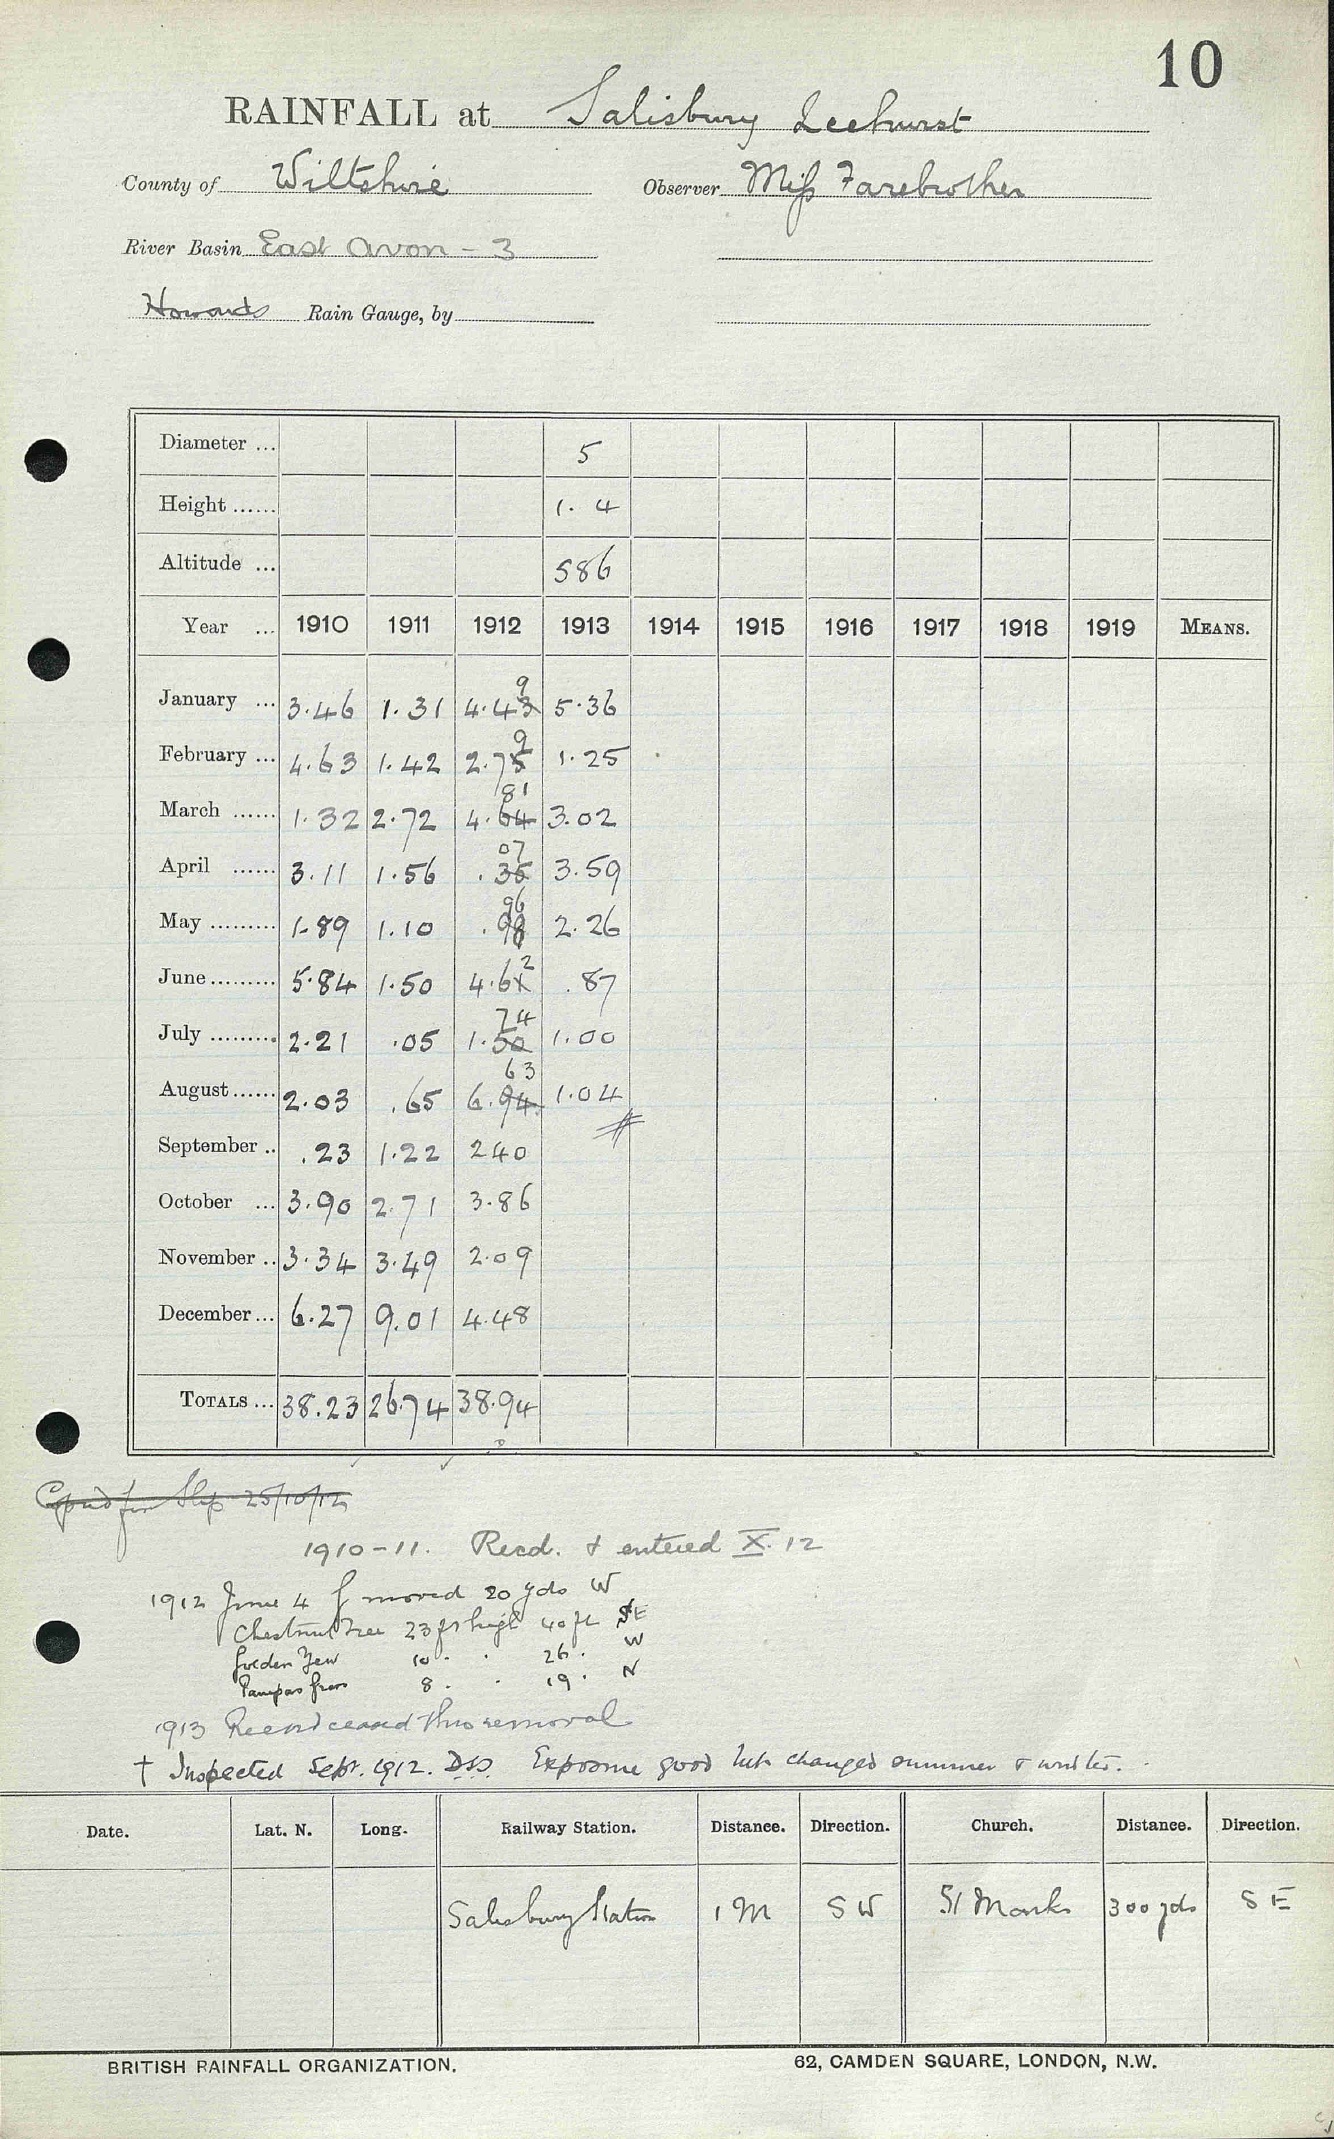 10
RAINFALL at Salisbury Leehurst
County of Wiltshire Observer Miss Farebrother
River Basin East Avon - 3
Howards Rain Gauge, by
Diameter ... 5
Height ...... 1. 4
Altitude ... 586
Year ... 1910 1911 1912 1913 1914 1915 1916 1917 1918 1919 MEANS.
9
January ... 3.46 1.31 4.43 5.36
9
February ... 4.63 1.42 2.75 1.25
81
March ...... 1.32 2.72 4.64 3.02
07
April ...... 3.11 1.56 .35 3.59
96
May ......... 1.89 1.10 .98 2.26
2
June ......... 5.84 1.50 4.61 .87
74
July ......... 2.21 .05 1.50 1.00
63
August ...... 2.03 .65 6.94 1.04
September .. .23 1.22 2 40
October ... 3.90 2.71 3.86
November .. 3.34 3.49 2.09
December ... 6.27 9.01 4.48
TOTALS ... 38.23 26.74 38.94
Copied for Slip 25/10/12
1910-11. Recd. & entered X. 12
1912 June 4 g moved 20 yds W
Chestnut tree 23 ft high 40 ft SE
Golden Yew 10 . . 26 . W
Pampas Grass 8 . . 19 . N
1913 Record ceased thro removal
† Inspected Sept. 1912. Exposure good but changed summer & winter.
Date. Lat. N. Long. Railway Station. Distance. Direction. Church. Distance. Direction.
Salisbury Station 1 M S W St Marks 300 yds S E
BRITISH RAINFALL ORGANIZATION. 62, CAMDEN SQUARE, LONDON, N.W.